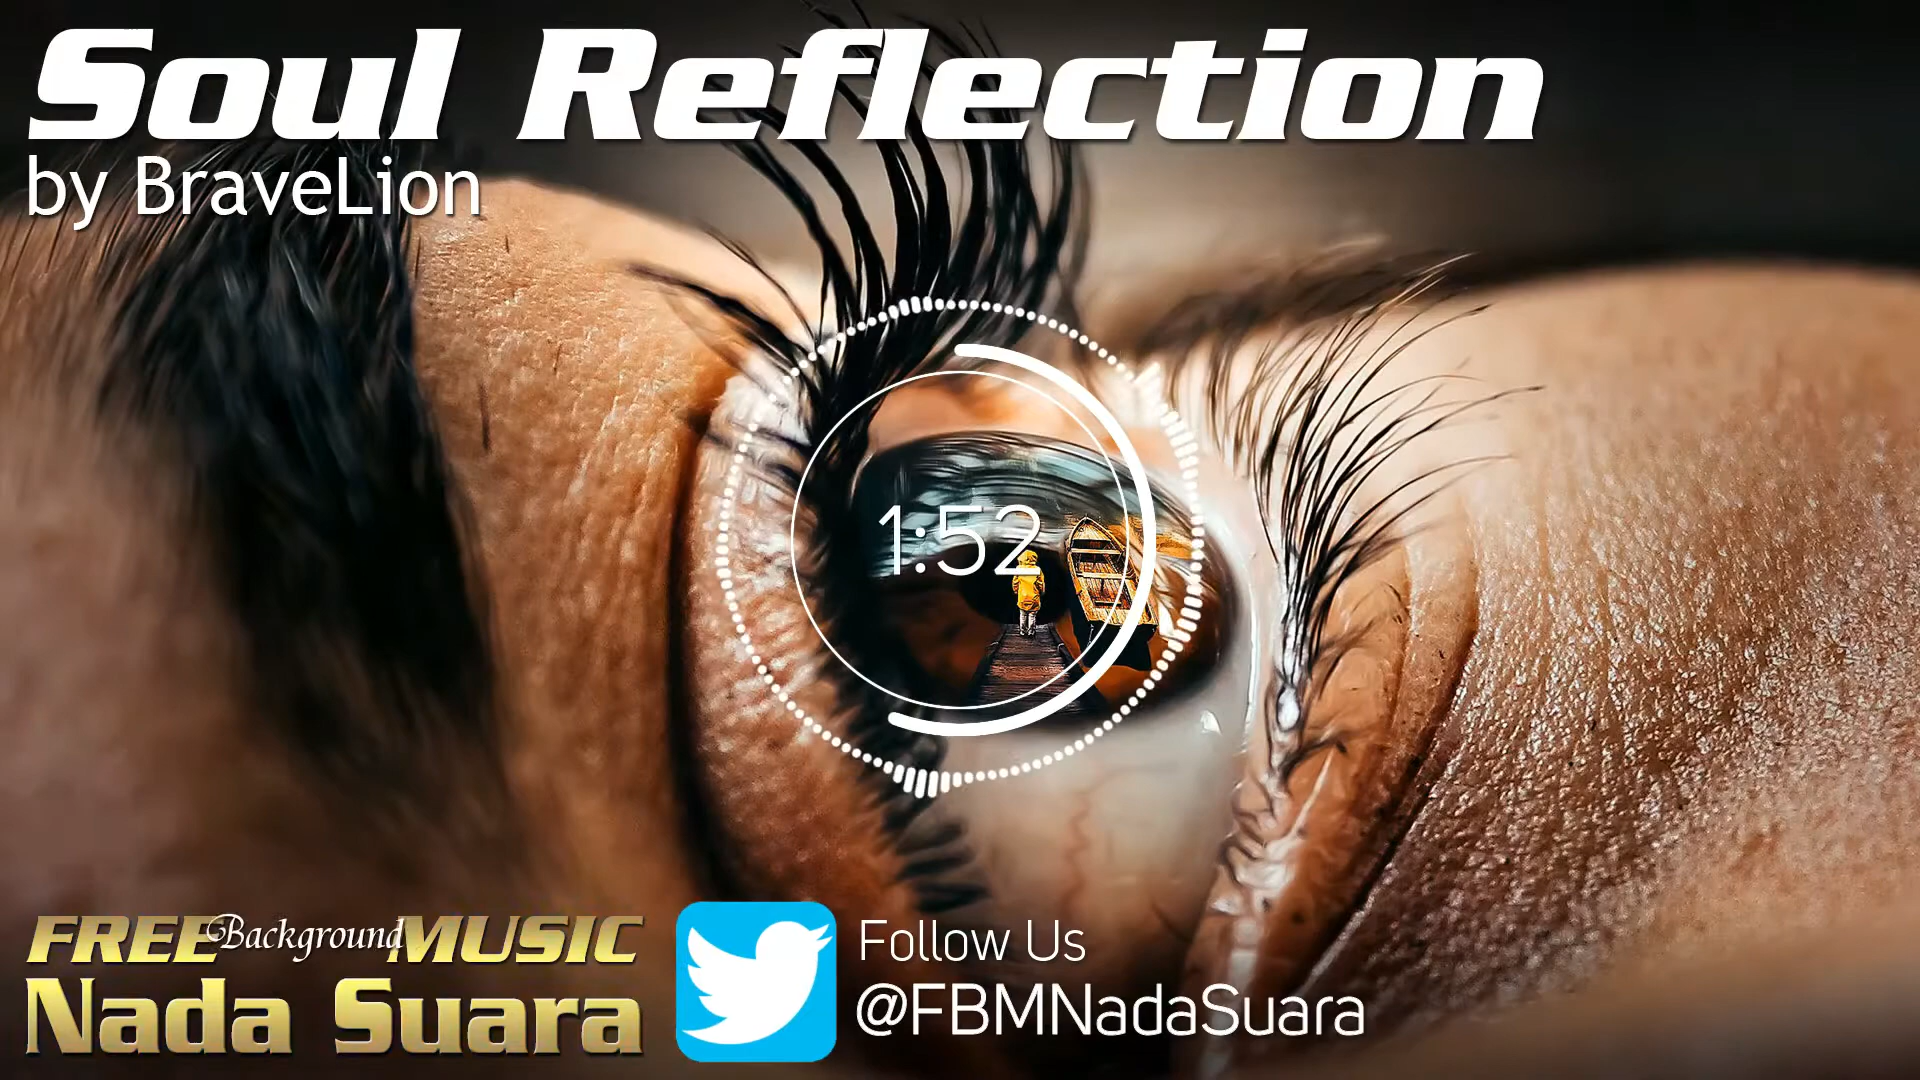 Soul Reflection
by BraveLion
1:52
FREE Background MUSIC
Nada Suara
Follow Us
@FBMNadaSuara